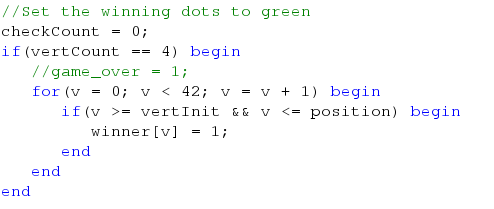 //Set the winning dots to green
checkCount = 0;
if(vertCount == 4) begin
   //game_over = 1;
   for(v = 0; v < 42; v = v + 1) begin
      if(v >= vertInit && v <= position) begin
         winner[v] = 1;
      end
   end
end